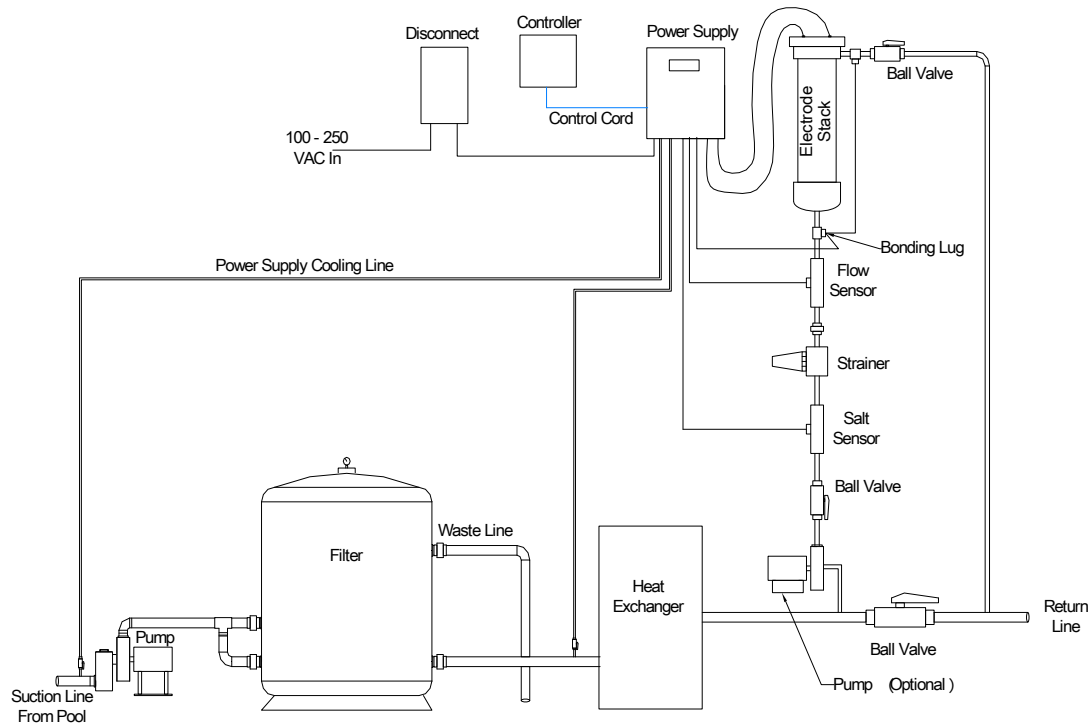 Controller
Disconnect
Power Supply
Ball Valve
Electrode
Stack
Control Cord
100 - 250
VAC In
Bonding Lug
Power Supply Cooling Line
Flow
Sensor
Strainer
Salt
Sensor
Ball Valve
Waste Line
Filter
Heat
Exchanger
Return
Line
Pump
Ball Valve
Suction Line
From Pool
Pump (Optional )